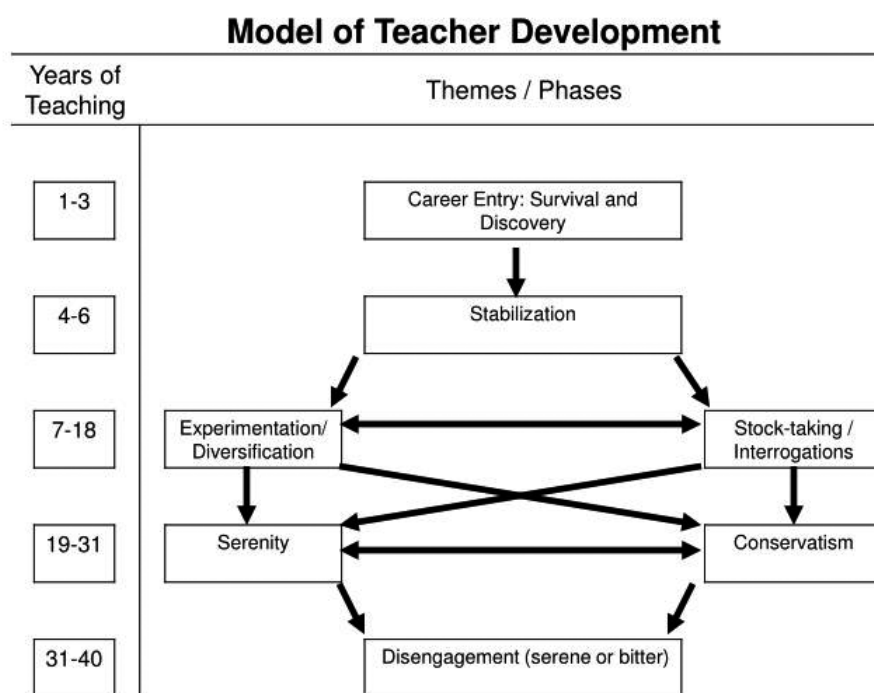 Model of Teacher Development
Years of
Teaching
Themes / Phases
1-3
Career Entry: Survival and
Discovery
4-6
Stabilization
7-18
Experimentation/
Diversification
Stock-taking /
Interrogations
19-31
Serenity
Conservatism
31-40
Disengagement (serene or bitter)